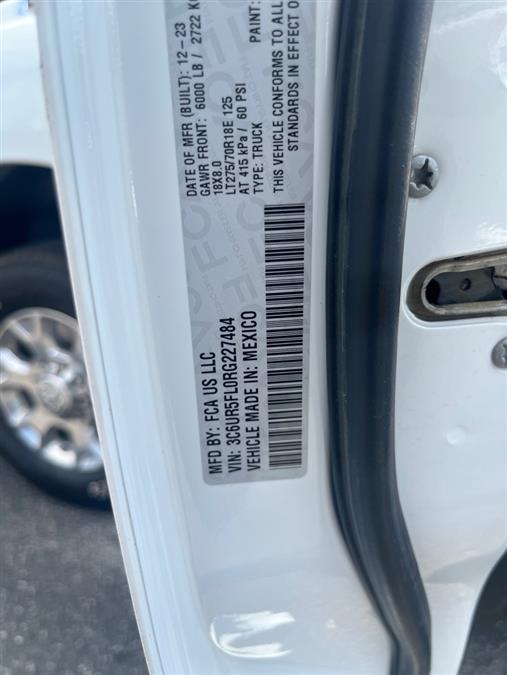 MFD BY: FCA US LLC
VIN: 3C6UR5FL0RG227484
VEHICLE MADE IN: MEXICO
DATE OF MFR (BUILT): 12-23
GAWR FRONT: 6000 LB / 2722 K
18X8.0
LT275/70R18E 125
AT 415 kPa / 60 PSI
TYPE: TRUCK
PAINT:
THIS VEHICLE CONFORMS TO ALL
STANDARDS IN EFFECT O